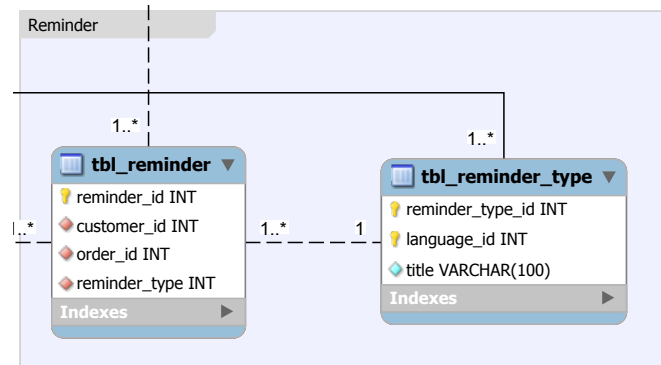 Reminder
1..*
1..*
tbl_reminder
reminder_id INT
customer_id INT
order_id INT
reminder_type INT
Indexes
1..*
1..*
1
tbl_reminder_type
reminder_type_id INT
language_id INT
title VARCHAR(100)
Indexes